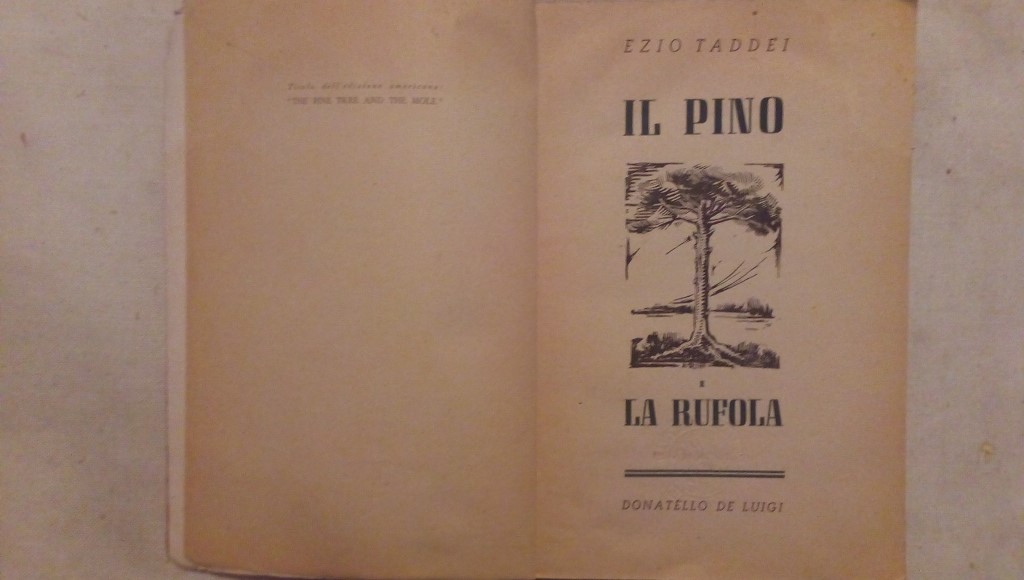 Titolo dell'edizione americana:
"THE PINE TREE AND THE MOLE"
EZIO TADDEI
IL PINO
E
LA RUFOLA
DONATELLO DE LUIGI